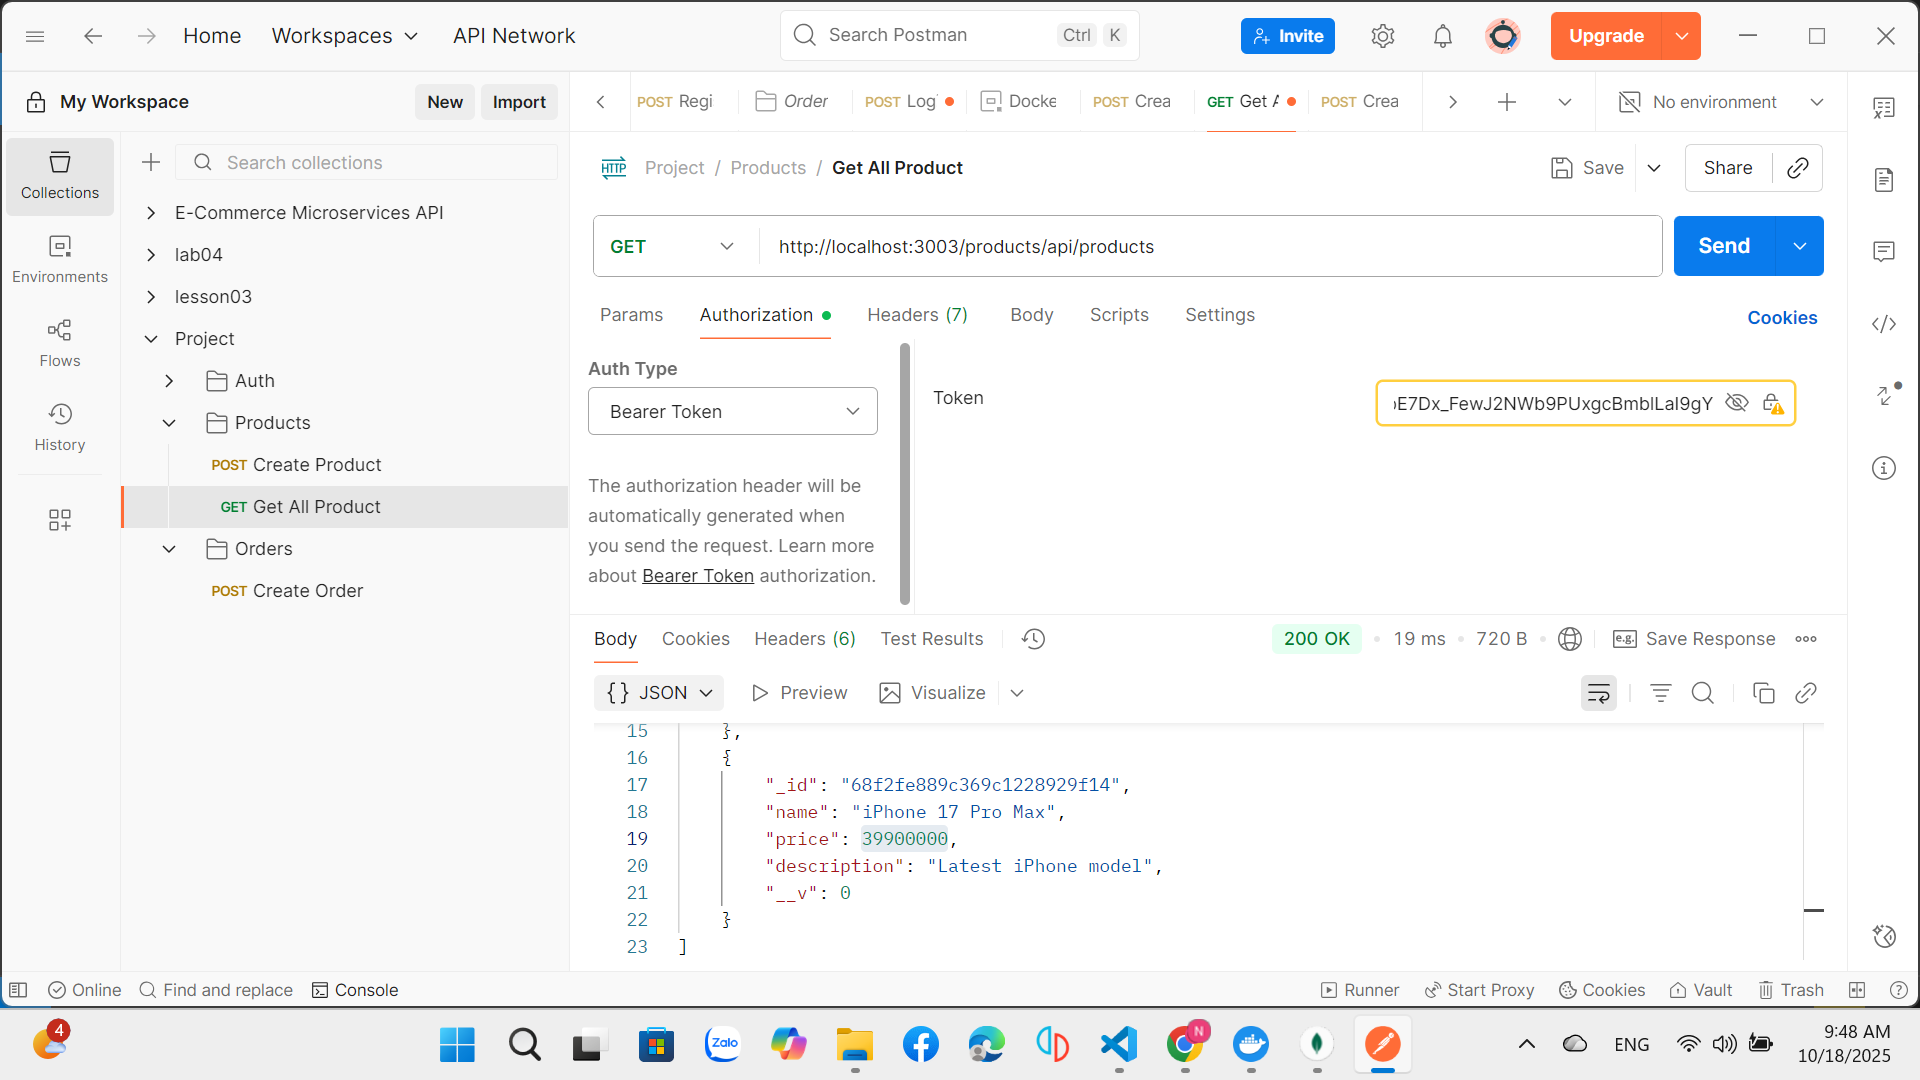 Home
Workspaces
API Network
Search Postman
Ctrl K
Invite
Upgrade
My Workspace
New
Import
POST Regi
Order
POST Log
Docke
POST Crea
GET Get A
POST Crea
No environment
Collections
Environments
Flows
History
Search collections
E-Commerce Microservices API
lab04
lesson03
Project
Auth
Products
POST Create Product
GET Get All Product
Orders
POST Create Order
HTTP
Project / Products / Get All Product
Save
Share
GET
http://localhost:3003/products/api/products
Send
Params
Authorization
Headers (7)
Body
Scripts
Settings
Cookies
Auth Type
Bearer Token
The authorization header will be
automatically generated when
you send the request. Learn more
about Bearer Token authorization.
Token
Body
Cookies
Headers (6)
Test Results
200 OK
19 ms
720 B
e.g.
Save Response
{} JSON
Preview
Visualize
15 },
16 {
17 "_id": "68f2fe889c369c1228929f14",
18 "name": "iPhone 17 Pro Max",
19 "price": 39900000,
20 "description": "Latest iPhone model",
21 "__v": 0
22 }
23 ]
Online
Find and replace
Console
Runner
Start Proxy
Cookies
Vault
Trash
4
Zalo
N
ENG
9:48 AM
10/18/2025